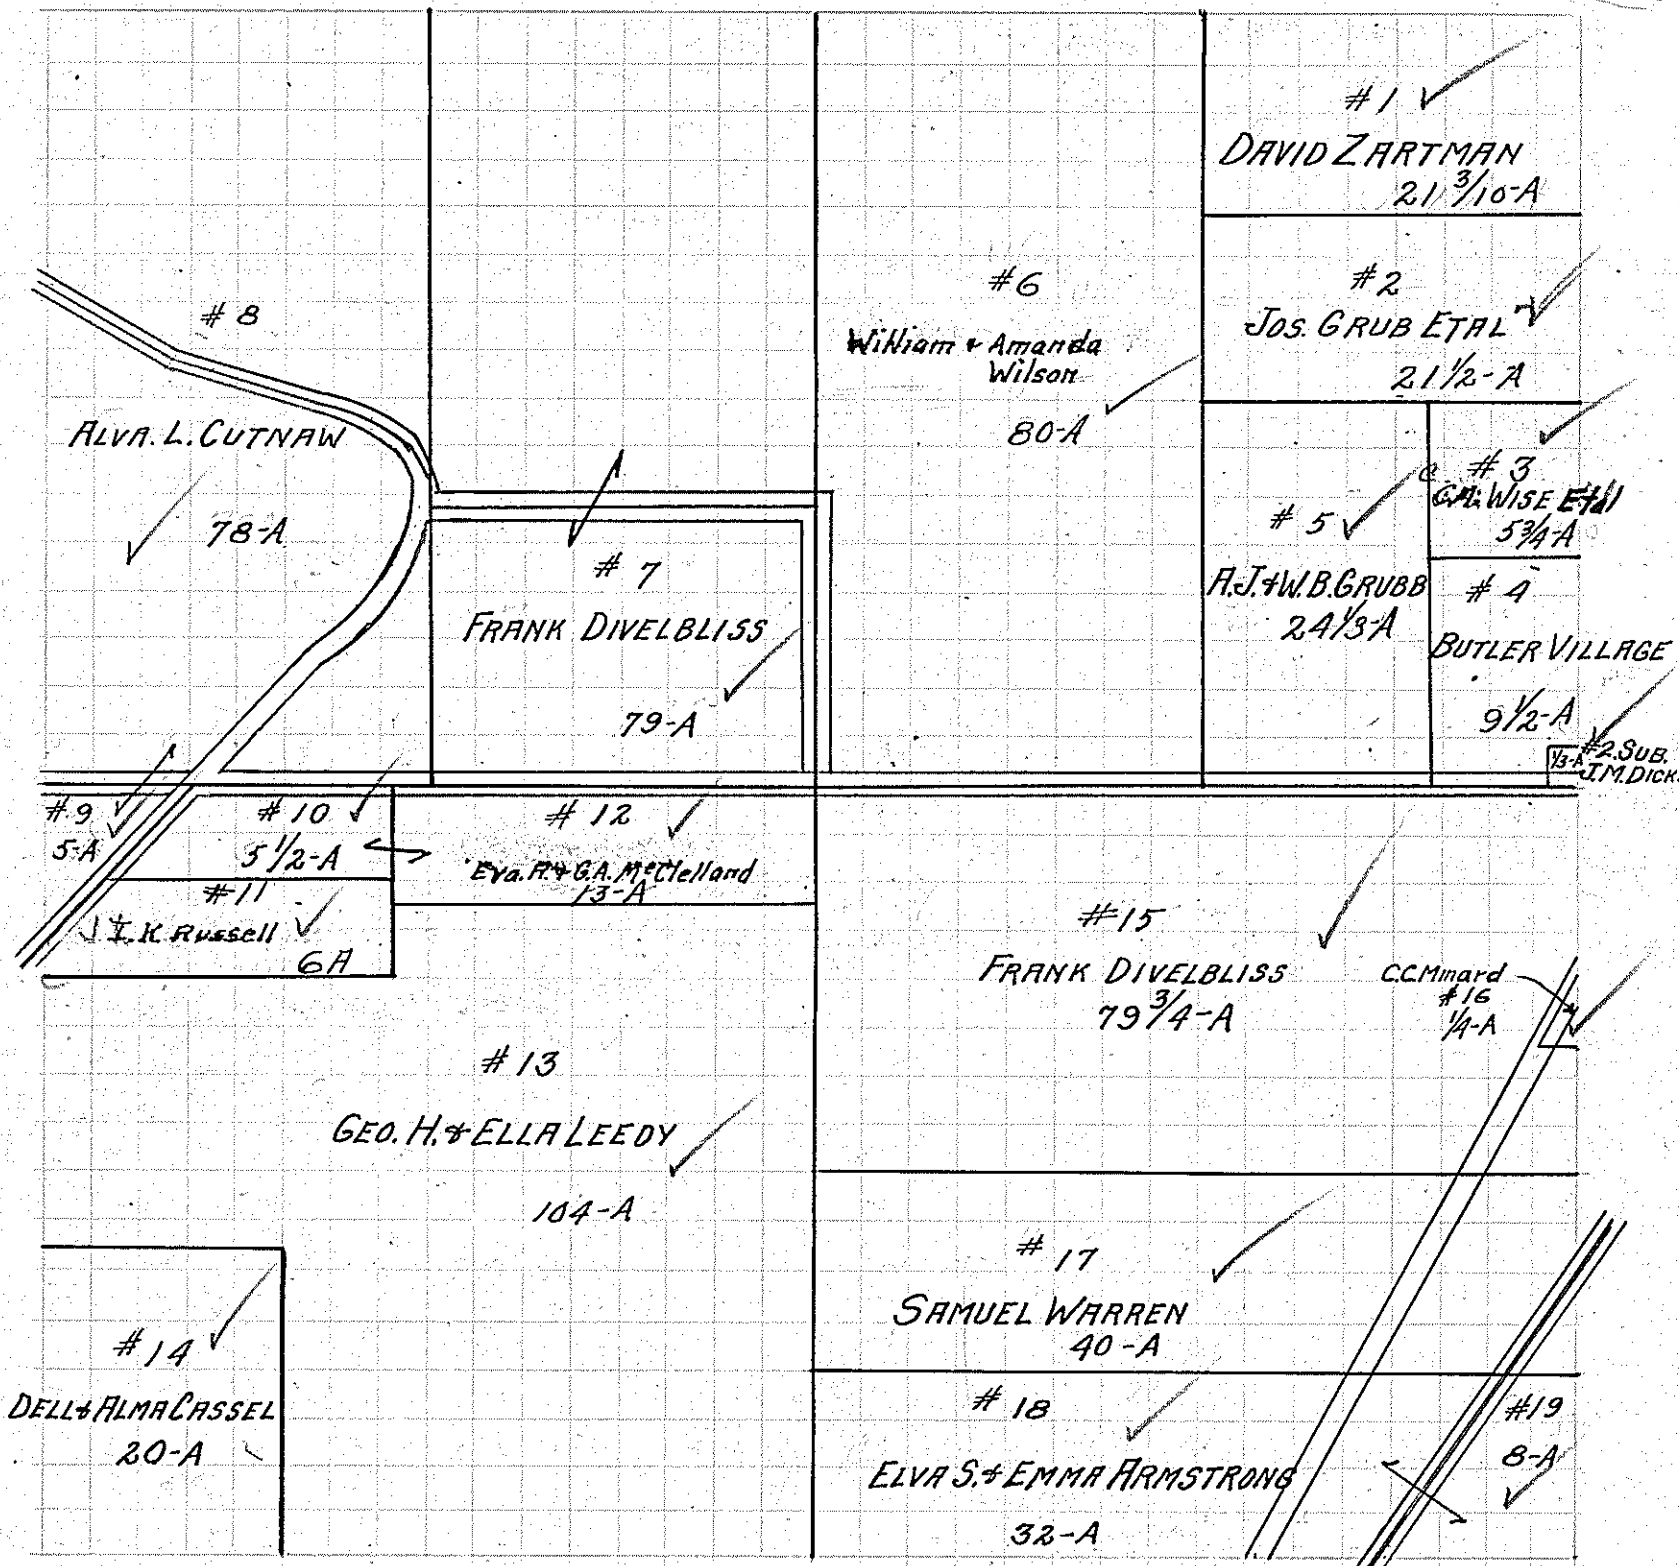 #1
DAVID ZARTMAN
21 3/10-A
#2
JOS. GRUB ETAL
21 1/2-A
#6
William & Amanda
Wilson
80-A
#8
ALVA. L. CUTNAW
78-A
#3
WISE Etal
5 3/4-A
#5
A.J. & W.B. GRUBB
24 1/3-A
#4
BUTLER VILLAGE
9 1/2-A
1/3-A
#2. SUB.
J.M. DICK.
#7
FRANK DIVELBLISS
79-A
#9
5-A
#10
5 1/2-A
#12
Eva. A. & G.A. McClelland
13-A
#11
I. K Russell
6A
#15
FRANK DIVELBLISS
79 3/4-A
C.C. Mmard
#16
1/4-A
#13
GEO. H. & ELLA LEEDY
104-A
#17
SAMUEL WARREN
40-A
#14
DELL & ALMA CASSEL
20-A
#18
ELVA S. & EMMA ARMSTRONG
32-A
#19
8-A